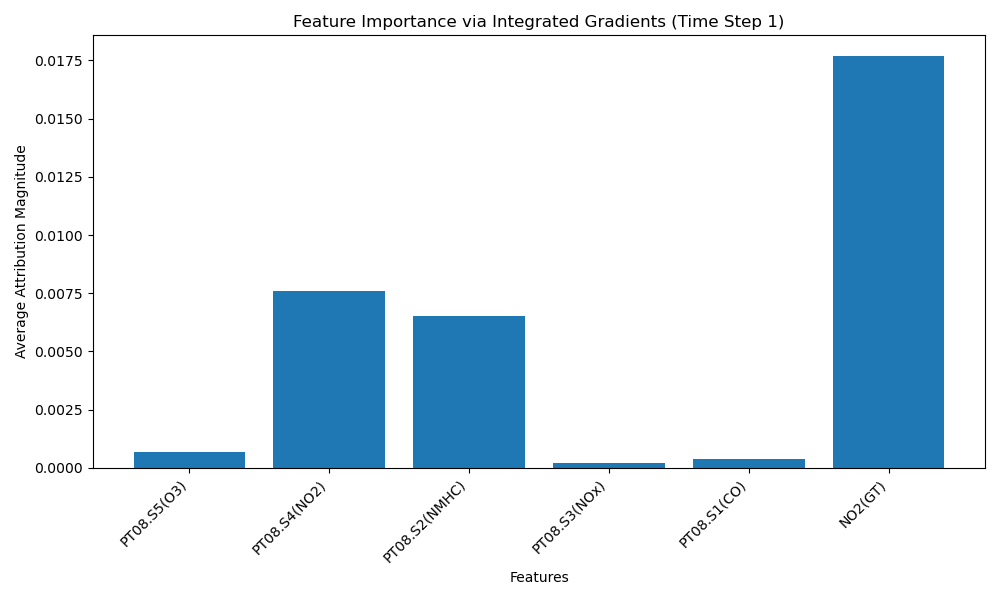 Feature Importance via Integrated Gradients (Time Step 1)
Average Attribution Magnitude
0.0175
0.0150
0.0125
0.0100
0.0075
0.0050
0.0025
0.0000
PT08.S5(O3)
PT08.S4(NO2)
PT08.S2(NMHC)
PT08.S3(NOx)
PT08.S1(CO)
NO2(GT)
Features